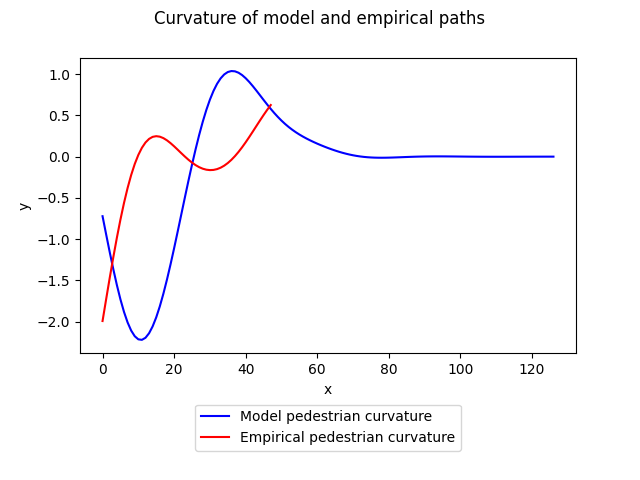 Curvature of model and empirical paths
1.0
0.5
0.0
−0.5
−1.0
−1.5
−2.0
y
0 20 40 60 80 100 120
x
Model pedestrian curvature
Empirical pedestrian curvature